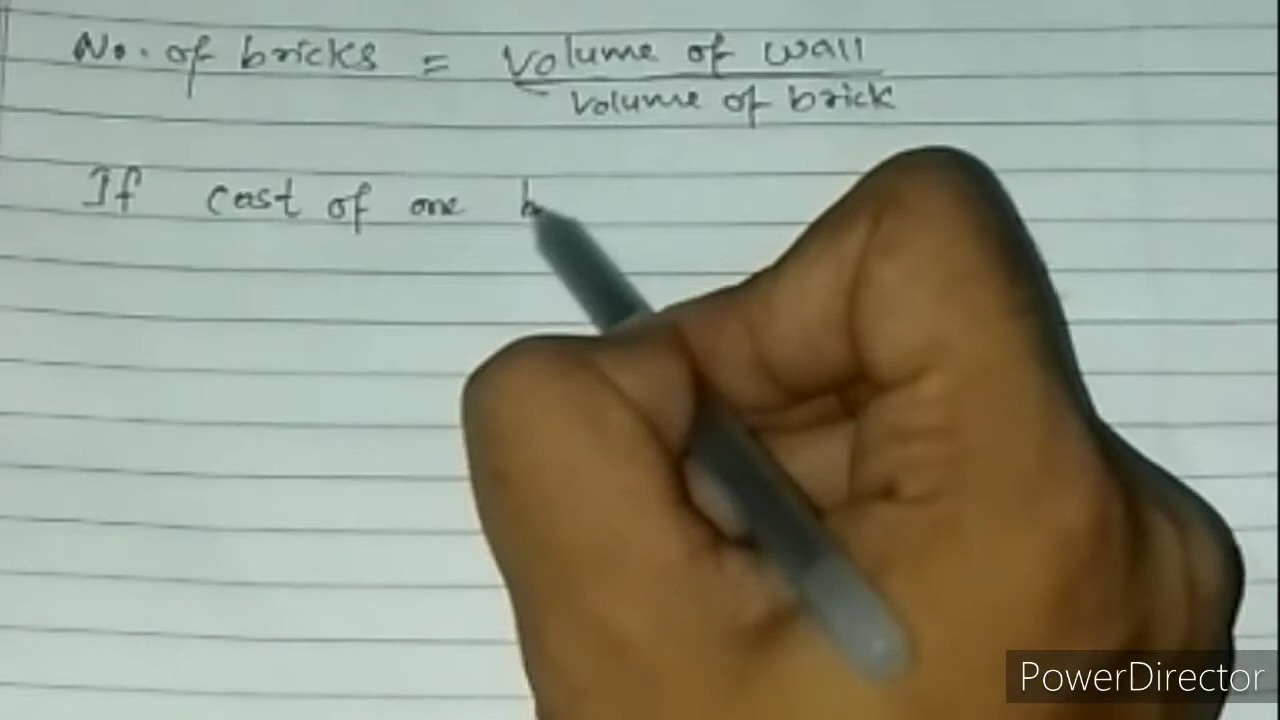 No. of bricks = Volume of wall
Volume of brick
If cost of one b
PowerDirector